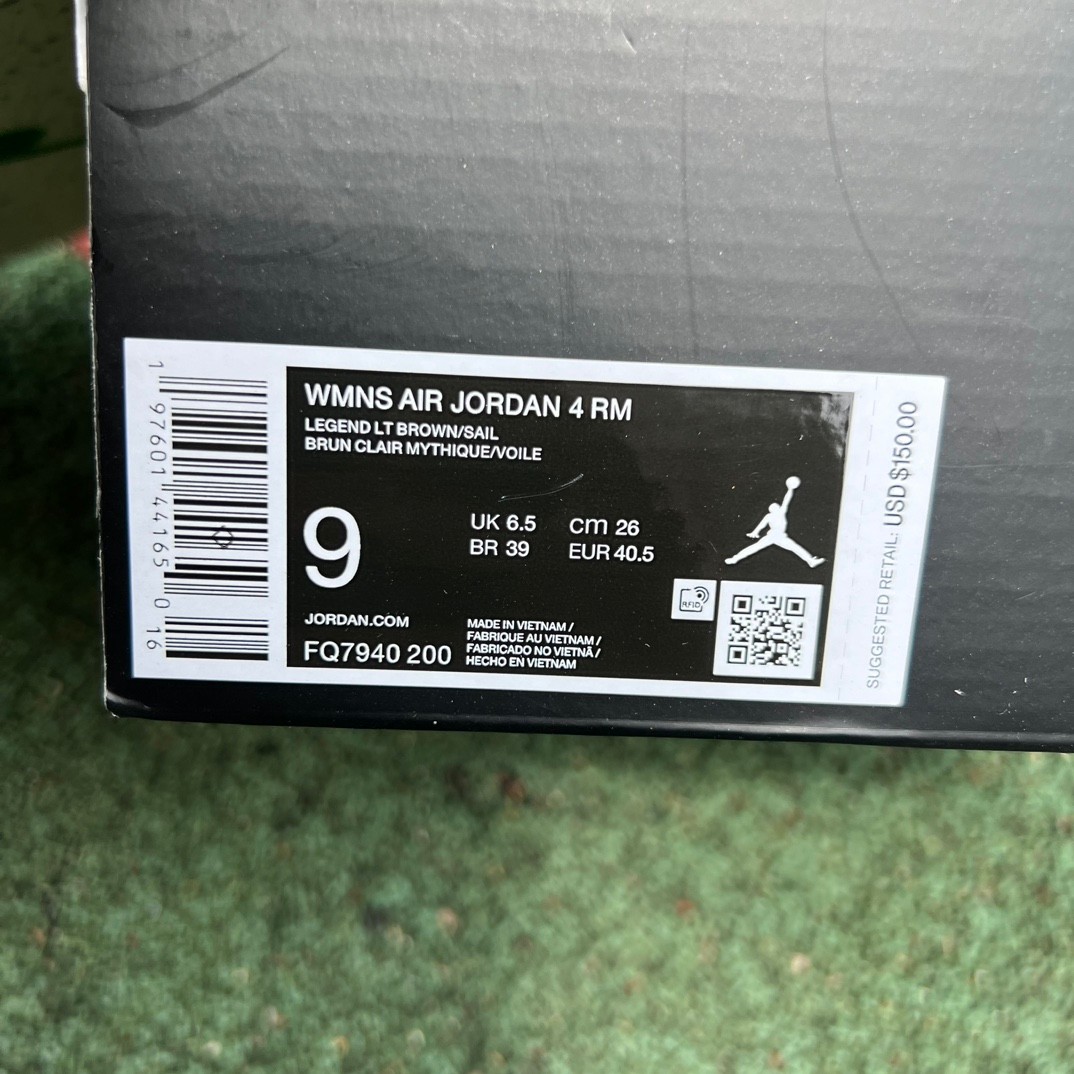 WMNS AIR JORDAN 4 RM
LEGEND LT BROWN/SAIL
BRUN CLAIR MYTHIQUE/VOILE
9
UK 6.5 cm 26
BR 39 EUR 40.5
JORDAN.COM
FQ7940 200
MADE IN VIETNAM /
FABRIQUE AU VIETNAM /
FABRICADO NO VIETNÃ /
HECHO EN VIETNAM
RFID
1 97601 44165 0 16
SUGGESTED RETAIL: USD $150.00